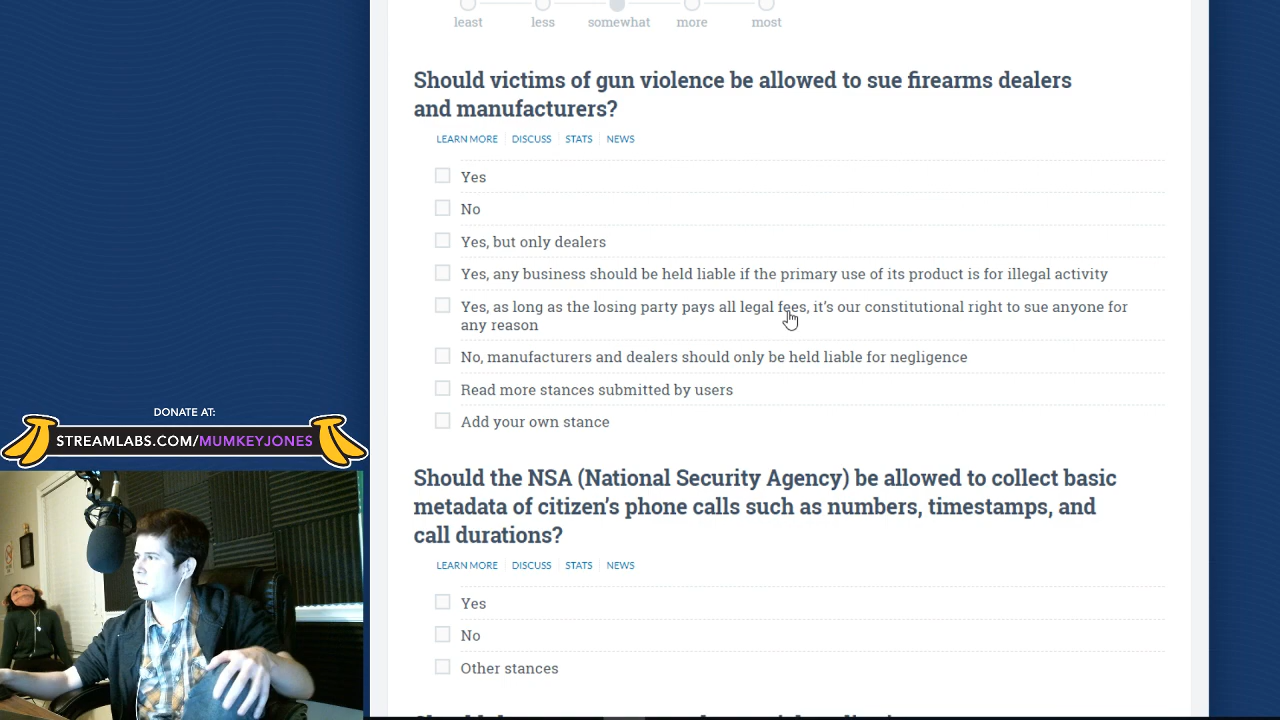 least less somewhat more most
Should victims of gun violence be allowed to sue firearms dealers
and manufacturers?
LEARN MORE DISCUSS STATS NEWS
Yes
No
Yes, but only dealers
Yes, any business should be held liable if the primary use of its product is for illegal activity
Yes, as long as the losing party pays all legal fees, it’s our constitutional right to sue anyone for
any reason
No, manufacturers and dealers should only be held liable for negligence
Read more stances submitted by users
Add your own stance
DONATE AT:
STREAMLABS.COM/MUMKEYJONES
Should the NSA (National Security Agency) be allowed to collect basic
metadata of citizen’s phone calls such as numbers, timestamps, and
call durations?
LEARN MORE DISCUSS STATS NEWS
Yes
No
Other stances